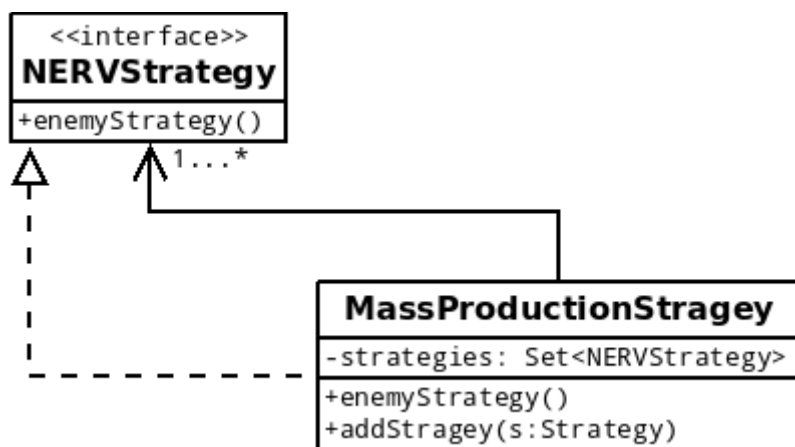 <<interface>>
NERVStrategy
+enemyStrategy()
1...*
MassProductionStragey
-strategies: Set<NERVStrategy>
+enemyStrategy()
+addStragey(s:Strategy)